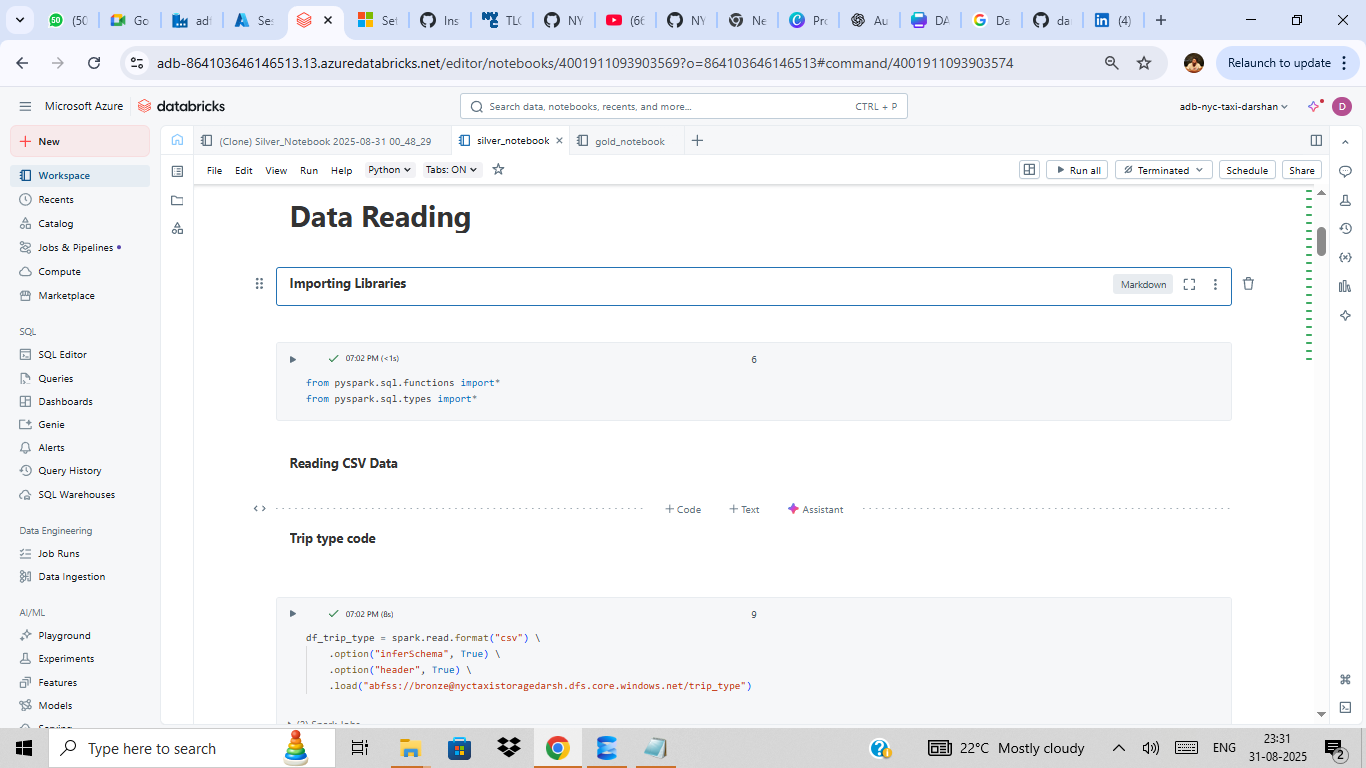 (50
Go
adf
Ses
Set
Ins
TLC
NY
(66
NY
Ne
Pro
Au
DA
Da
da
(4)
adb-864103646146513.13.azuredatabricks.net/editor/notebooks/4001911093903569?o=864103646146513#command/4001911093903574
Relaunch to update
Microsoft Azure
databricks
Search data, notebooks, recents, and more...
CTRL + P
adb-nyc-taxi-darshan
D
New
Workspace
Recents
Catalog
Jobs & Pipelines
Compute
Marketplace
SQL
SQL Editor
Queries
Dashboards
Genie
Alerts
Query History
SQL Warehouses
Data Engineering
Job Runs
Data Ingestion
AI/ML
Playground
Experiments
Features
Models
Serving
(Clone) Silver_Notebook 2025-08-31 00_48_29
silver_notebook
gold_notebook
File Edit View Run Help Python Tabs: ON
Run all
Terminated
Schedule
Share
Data Reading
Importing Libraries
Markdown
07:02 PM (<1s)
6
from pyspark.sql.functions import*
from pyspark.sql.types import*
Reading CSV Data
Code
Text
Assistant
Trip type code
07:02 PM (8s)
9
df_trip_type = spark.read.format("csv") \
.option("inferSchema", True) \
.option("header", True) \
.load("abfss://bronze@nyctaxistoragedarsh.dfs.core.windows.net/trip_type")
(2) Spark Jobs
Type here to search
22°C Mostly cloudy
ENG
23:31
31-08-2025
2